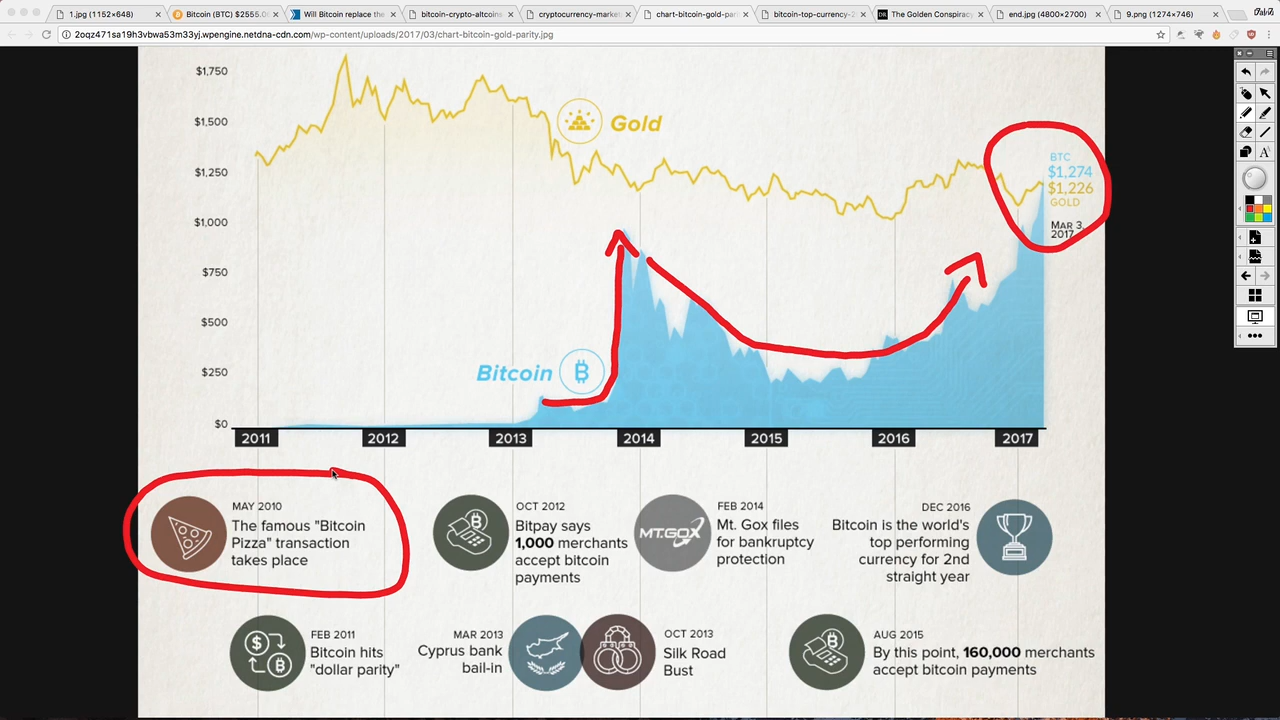 1.jpg (1152×648)
Bitcoin (BTC) $2555.0
Will Bitcoin replace the
bitcoin-crypto-altcoins
cryptocurrency-market
chart-bitcoin-gold-pari
bitcoin-top-currency-2
The Golden Conspiracy
end.jpg (4800×2700)
9.png (1274×746)
2oqz471sa19h3vbwa53m33yj.wpengine.netdna-cdn.com/wp-content/uploads/2017/03/chart-bitcoin-gold-parity.jpg
$1,750
$1,500
$1,250
$1,000
$750
$500
$250
$0
Gold
BTC
$1,274
$1,226
GOLD
MAR 3,
2017
Bitcoin
2011
2012
2013
2014
2015
2016
2017
MAY 2010
The famous "Bitcoin
Pizza" transaction
takes place
OCT 2012
Bitpay says
1,000 merchants
accept bitcoin
payments
MT.GOX
FEB 2014
Mt. Gox files
for bankruptcy
protection
DEC 2016
Bitcoin is the world's
top performing
currency for 2nd
straight year
FEB 2011
Bitcoin hits
"dollar parity"
MAR 2013
Cyprus bank
bail-in
OCT 2013
Silk Road
Bust
AUG 2015
By this point, 160,000 merchants
accept bitcoin payments